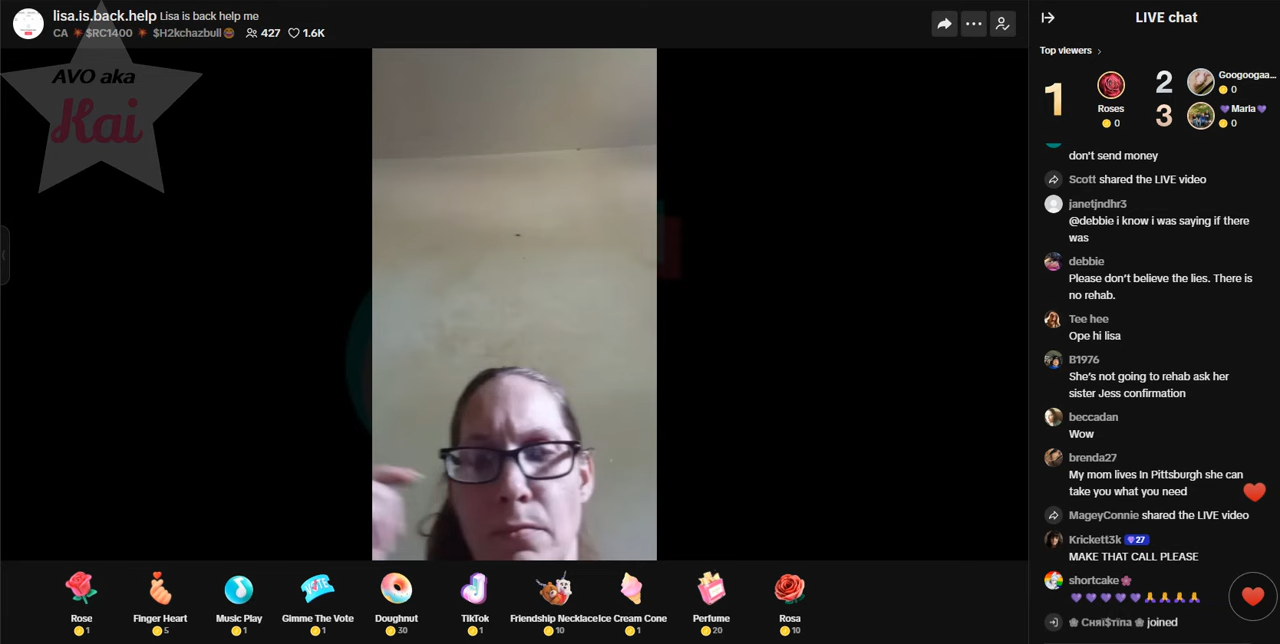 lisa.is.back.help Lisa is back help me
CA 💥 $RC1400 💥 $H2kchazbull 427 1.6K
AVO aka
Kai
LIVE chat
Top viewers >
1 Roses 0
2 Googoogaa... 0
3 💜Marla💜 0
don't send money
Scott shared the LIVE video
janetjndhr3
@debbie i know i was saying if there
was
debbie
Please don't believe the lies. There is
no rehab.
Tee hee
Ope hi lisa
B1976
She's not going to rehab ask her
sister Jess confirmation
beccadan
Wow
brenda27
My mom lives In Pittsburgh she can
take you what you need
MageyConnie shared the LIVE video
Krickett3k 💜27
MAKE THAT CALL PLEASE
shortcake🌸
💜💜💜💜💜🙏🙏🙏🙏
❀ Cʜʀi$тiɴa ❀ joined
Rose Finger Heart Music Play Gimme The Vote Doughnut TikTok Friendship Necklace Ice Cream Cone Perfume Rosa
1 5 1 1 30 1 10 1 20 10
VOTE